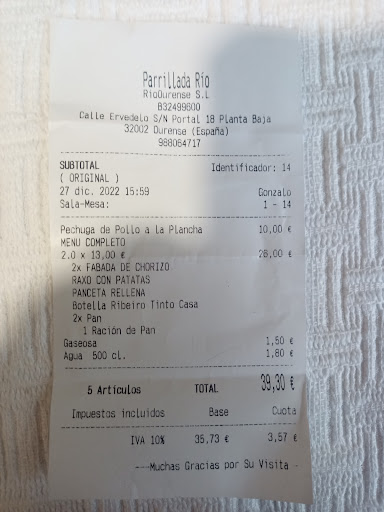 Parrillada Río
RioOurense S.L
B32499600
Calle Ervedelo S/N Portal 18 Planta Baja
32002 Ourense (España)
988064717
SUBTOTAL Identificador: 14
( ORIGINAL )
27 dic. 2022 15:59 Gonzalo
Sala-Mesa: 1 - 14
Pechuga de Pollo a la Plancha 10,00 €
MENU COMPLETO
2.0 x 13,00 € 26,00 €
2x FABADA DE CHORIZO
RAXO CON PATATAS
PANCETA RELLENA
Botella Ribeiro Tinto Casa
2x Pan
1 Ración de Pan
Gaseosa 1,50 €
Agua 500 cl. 1,80 €
5 Artículos TOTAL 39,30 €
Impuestos incluidos Base Cuota
IVA 10% 35,73 € 3,57 €
---Muchas Gracias por Su Visita -